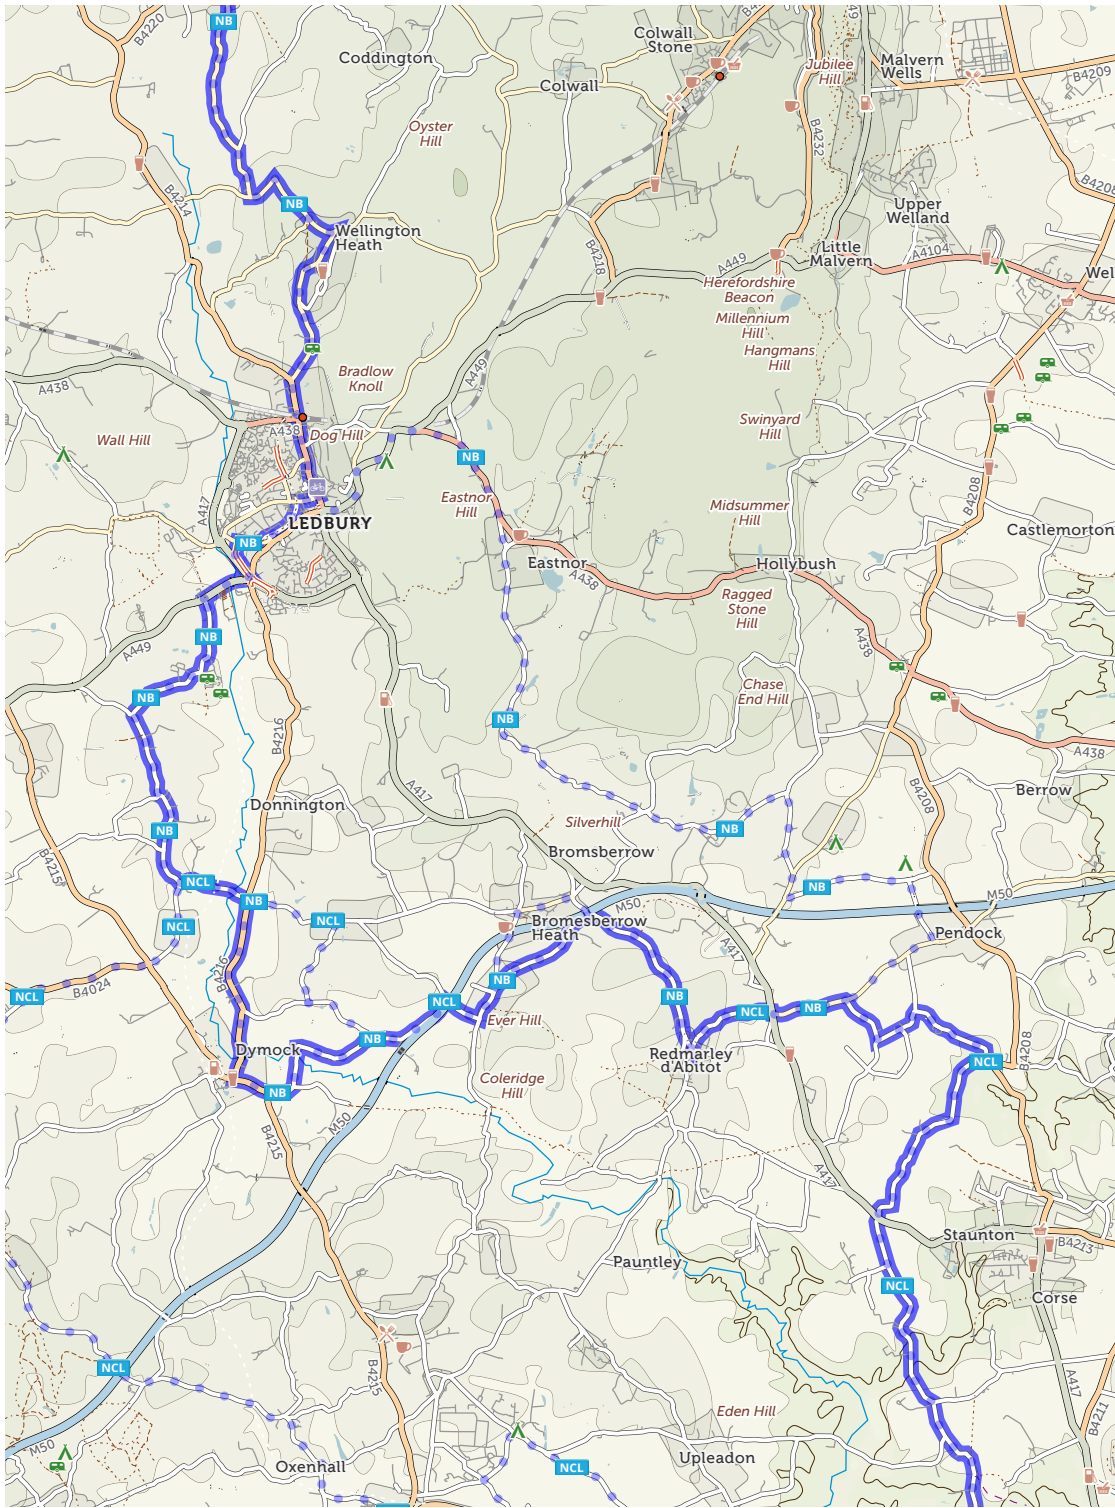 B4220
NB
Coddington
Colwall
Stone
Colwall
Jubilee
Hill
Malvern
Wells
B4209
Oyster
Hill
B4232
B4208
B4214
NB
Wellington
Heath
Upper
Welland
B4218
A449
Little
Malvern
A4104
Wel
Herefordshire
Beacon
Millennium
Hill
Hangmans
Hill
A438
Bradlow
Knoll
A449
Wall Hill
A438
Dog Hill
Swinyard
Hill
NB
A417
Eastnor
Hill
Midsummer
Hill
B4208
LEDBURY
Castlemorton
NB
Eastnor
A438
Hollybush
Ragged
Stone
Hill
NB
A449
A438
NB
Chase
End Hill
NB
B4216
A438
A417
B4208
Berrow
Donnington
NB
Silverhill
NB
B4215
Bromsberrow
NCL
NB
NB
M50
M50
NCL
NCL
Bromesberrow
Heath
Pendock
A417
B4216
NCL
B4024
NB
NCL
NB
NCL
NB
Ever Hill
Dymock
NB
Redmarley
d'Abitot
B4208
NCL
Coleridge
Hill
NB
M50
B4215
A417
Staunton
B4213
Pauntley
NCL
Corse
NCL
B4215
A417
B4211
Eden Hill
M50
Oxenhall
NCL
Upleadon